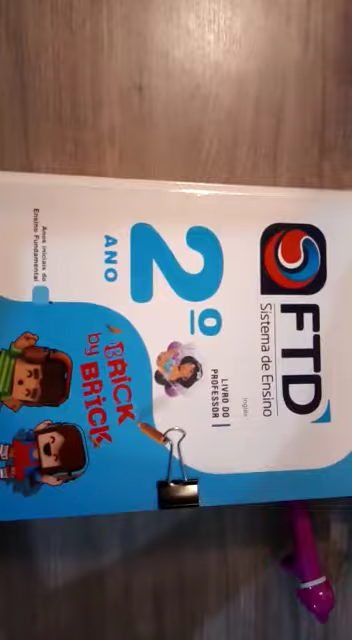 FTD
Sistema de Ensino
Inglês
LIVRO DO
PROFESSOR
2º
ANO
BRICK
by BRICK
Anos iniciais do
Ensino Fundamental